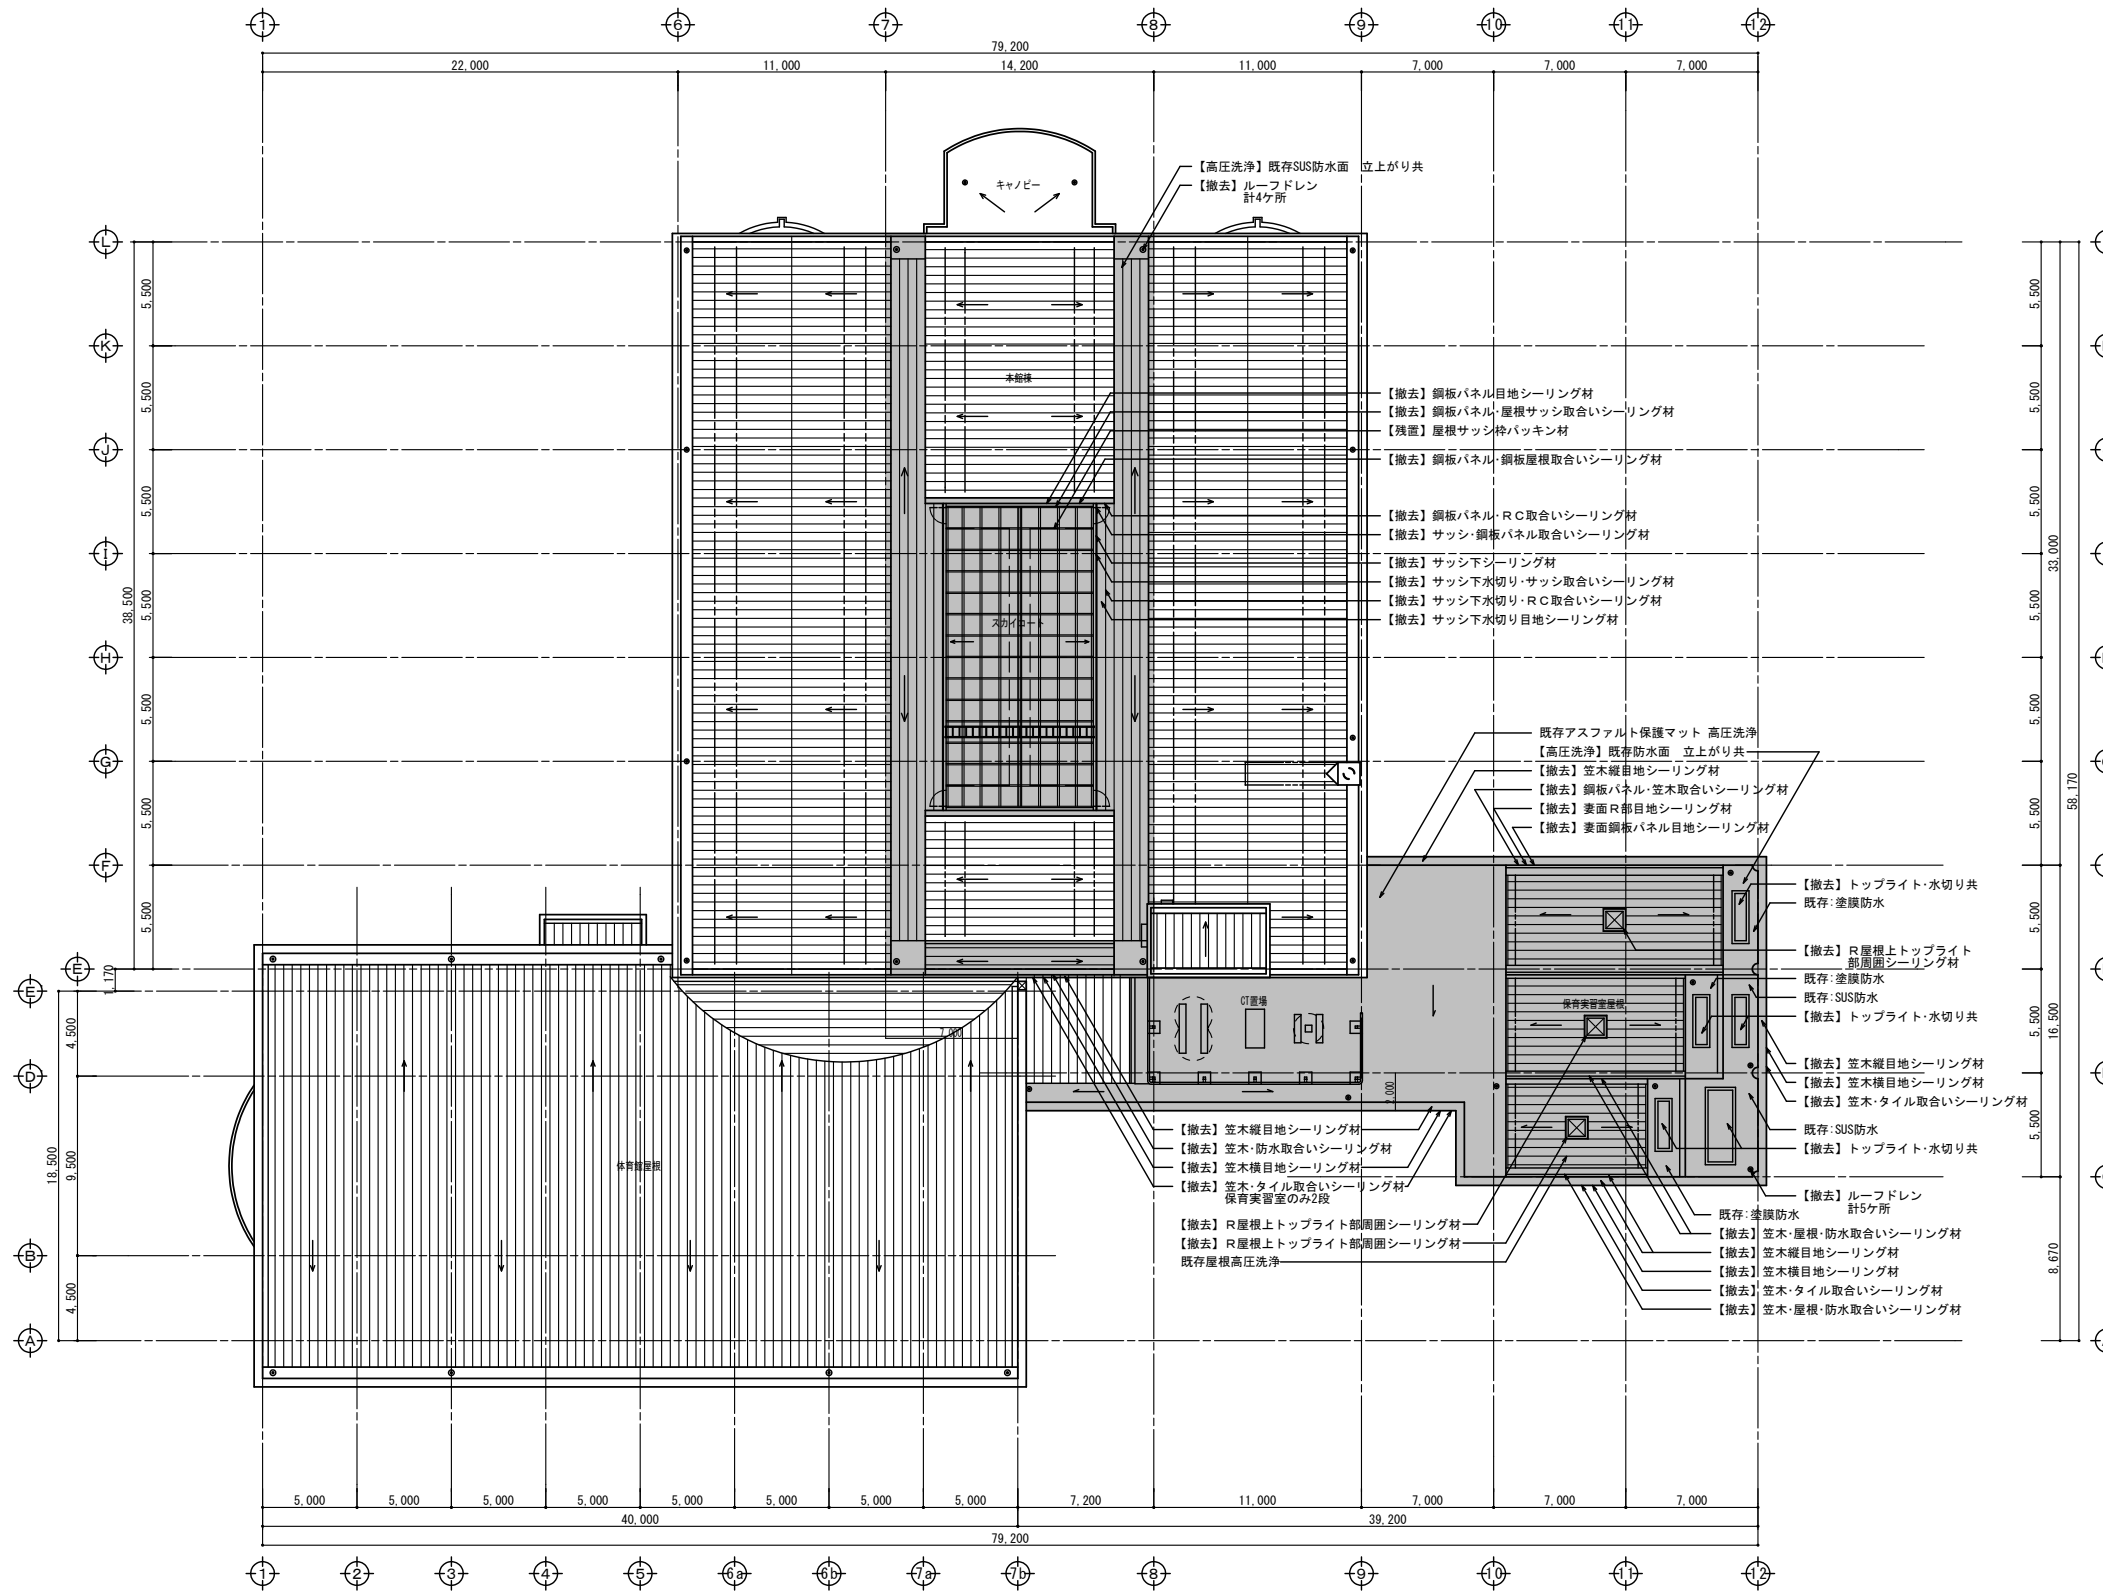 1
6
7
8
9
10
11
12
79,200
22,000
11,000
14,200
11,000
7,000
7,000
7,000
キャノピー
【高圧洗浄】既存SUS防水面 立上がり共
【撤去】ルーフドレン
計4ケ所
L
K
J
I
H
G
F
E
E
D
B
A
5,500
5,500
5,500
5,500
5,500
5,500
5,500
38,500
1,170
4,500
9,500
4,500
18,500
本館棟
スカイコート
【撤去】鋼板パネル目地シーリング材
【撤去】鋼板パネル・屋根サッシ取合いシーリング材
【残置】屋根サッシ枠パッキン材
【撤去】鋼板パネル・鋼板屋根取合いシーリング材
【撤去】鋼板パネル・RC取合いシーリング材
【撤去】サッシ・鋼板パネル取合いシーリング材
【撤去】サッシ下シーリング材
【撤去】サッシ下水切り・サッシ取合いシーリング材
【撤去】サッシ下水切り・RC取合いシーリング材
【撤去】サッシ下水切り目地シーリング材
5,500
5,500
5,500
5,500
5,500
5,500
5,500
5,500
5,500
33,000
16,500
8,670
58,170
既存アスファルト保護マット 高圧洗浄
【高圧洗浄】既存防水面 立上がり共
【撤去】笠木縦目地シーリング材
【撤去】鋼板パネル・笠木取合いシーリング材
【撤去】妻面R部目地シーリング材
【撤去】妻面鋼板パネル目地シーリング材
【撤去】トップライト・水切り共
既存:塗膜防水
【撤去】R屋根上トップライト
部周囲シーリング材
既存:塗膜防水
既存:SUS防水
【撤去】トップライト・水切り共
【撤去】笠木縦目地シーリング材
【撤去】笠木横目地シーリング材
【撤去】笠木・タイル取合いシーリング材
既存:SUS防水
【撤去】トップライト・水切り共
【撤去】ルーフドレン
計5ケ所
CT置場
保育実習室屋根
7,000
2,000
体育館屋根
【撤去】笠木縦目地シーリング材
【撤去】笠木・防水取合いシーリング材
【撤去】笠木横目地シーリング材
【撤去】笠木・タイル取合いシーリング材
保育実習室のみ2段
【撤去】R屋根上トップライト部周囲シーリング材
【撤去】R屋根上トップライト部周囲シーリング材
既存屋根高圧洗浄
既存:塗膜防水
【撤去】笠木・屋根・防水取合いシーリング材
【撤去】笠木縦目地シーリング材
【撤去】笠木横目地シーリング材
【撤去】笠木・タイル取合いシーリング材
【撤去】笠木・屋根・防水取合いシーリング材
5,000
5,000
5,000
5,000
5,000
5,000
5,000
5,000
7,200
11,000
7,000
7,000
7,000
40,000
39,200
79,200
1
2
3
4
5
6a
6b
7a
7b
8
9
10
11
12